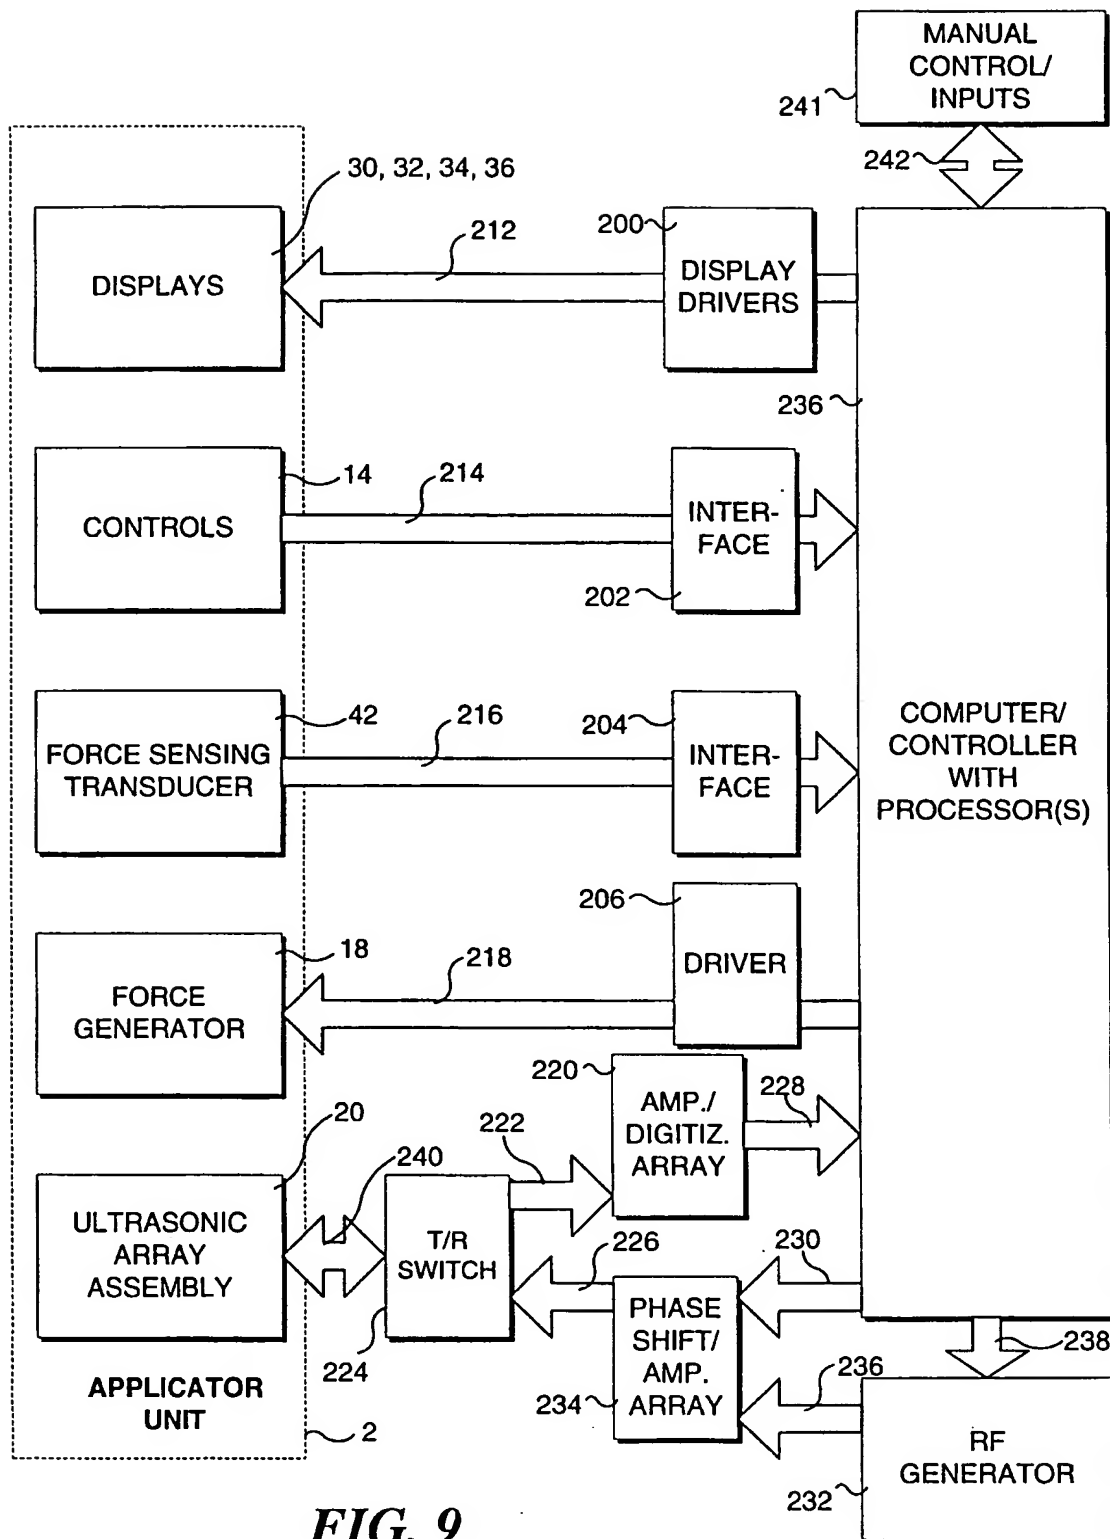 MANUAL
CONTROL/
INPUTS
241
242
30, 32, 34, 36
212
200
DISPLAYS
DISPLAY
DRIVERS
236
14
214
CONTROLS
INTER-
FACE
202
42
216
204
FORCE SENSING
TRANSDUCER
INTER-
FACE
COMPUTER/
CONTROLLER
WITH
PROCESSOR(S)
206
18
218
DRIVER
FORCE
GENERATOR
220
228
AMP./
DIGITIZ.
ARRAY
20
222
240
ULTRASONIC
ARRAY
ASSEMBLY
T/R
SWITCH
226
230
PHASE
SHIFT/
AMP.
ARRAY
224
234
238
236
APPLICATOR
UNIT
2
RF
GENERATOR
232
FIG. 9